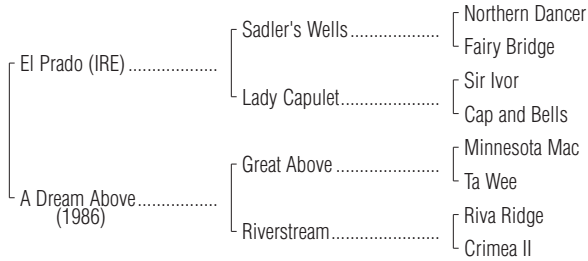 Northern Dancer
Sadler's Wells
Fairy Bridge
El Prado (IRE)
Sir Ivor
Lady Capulet
Cap and Bells
Minnesota Mac
Great Above
Ta Wee
A Dream Above
(1986)
Riva Ridge
Riverstream
Crimea II